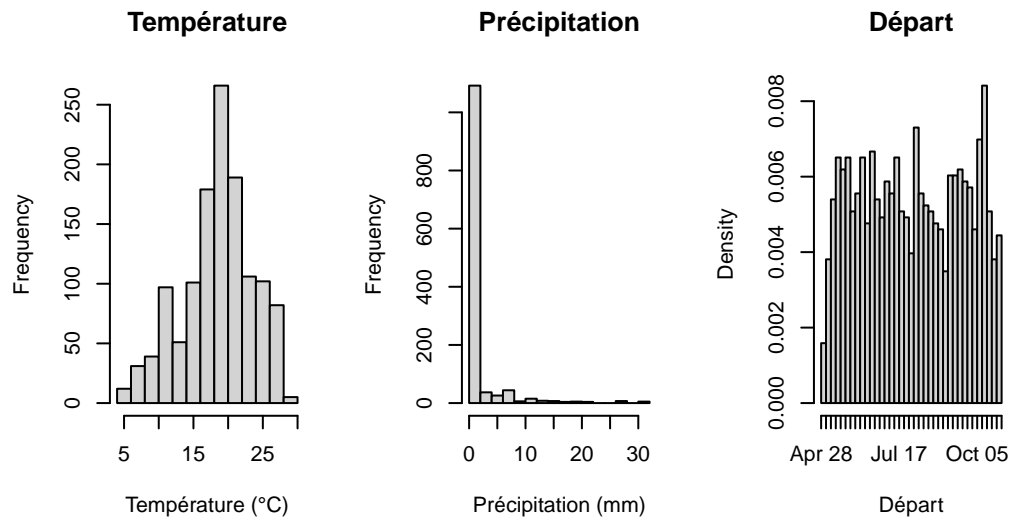 Température
Frequency
0
50
100
150
200
250
5
15
25
Température (°C)
Précipitation
Frequency
0
200
400
600
800
0
10
20
30
Précipitation (mm)
Départ
Density
0.000
0.002
0.004
0.006
0.008
Apr 28
Jul 17
Oct 05
Départ